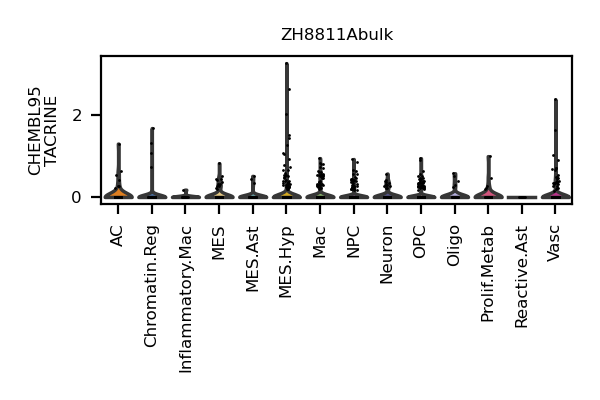 ZH8811Abulk
CHEMBL95
TACRINE
2
0
AC
Chromatin.Reg
Inflammatory.Mac
MES
MES.Ast
MES.Hyp
Mac
NPC
Neuron
OPC
Oligo
Prolif.Metab
Reactive.Ast
Vasc